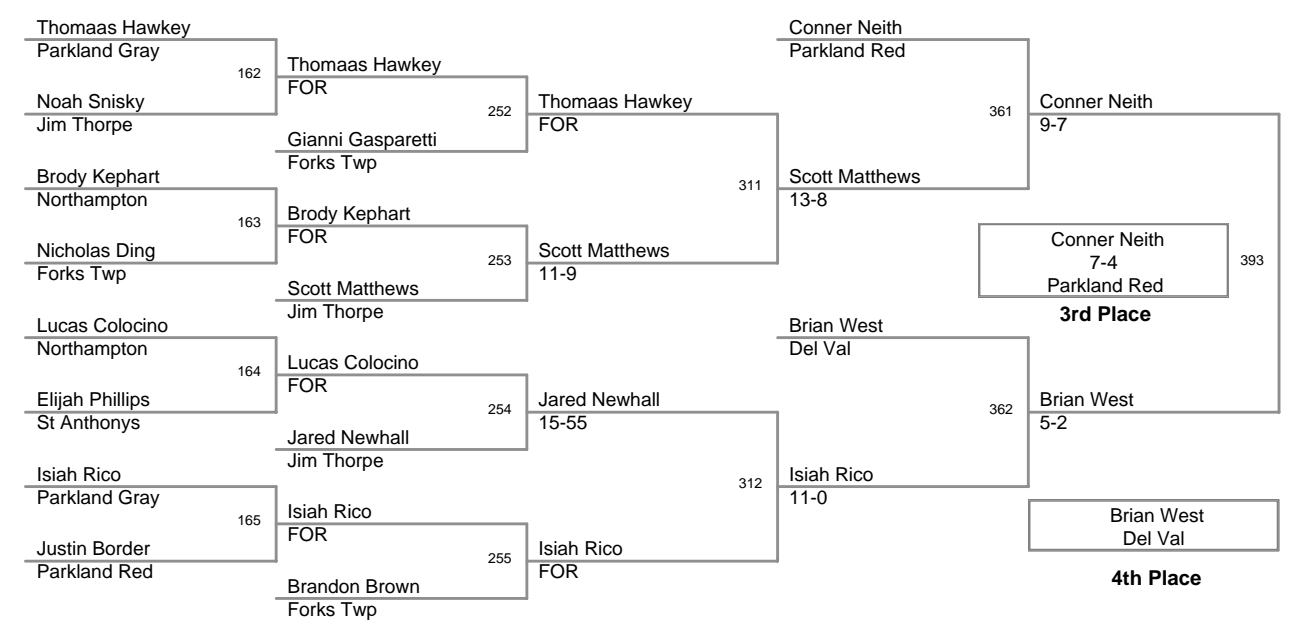 Thomaas Hawkey
Parkland Gray
162
Noah Snisky
Jim Thorpe
Brody Kephart
Northampton
163
Nicholas Ding
Forks Twp
Lucas Colocino
Northampton
164
Elijah Phillips
St Anthonys
Isiah Rico
Parkland Gray
165
Justin Border
Parkland Red
Thomaas Hawkey
FOR
252
Gianni Gasparetti
Forks Twp
Brody Kephart
FOR
253
Scott Matthews
Jim Thorpe
Lucas Colocino
FOR
254
Jared Newhall
Jim Thorpe
Isiah Rico
FOR
255
Brandon Brown
Forks Twp
Thomaas Hawkey
FOR
311
Scott Matthews
11-9
Jared Newhall
15-55
312
Isiah Rico
FOR
Conner Neith
Parkland Red
361
Scott Matthews
13-8
Brian West
Del Val
362
Isiah Rico
11-0
Conner Neith
9-7
393
Brian West
5-2
Conner Neith
7-4
Parkland Red
3rd Place
Brian West
Del Val
4th Place